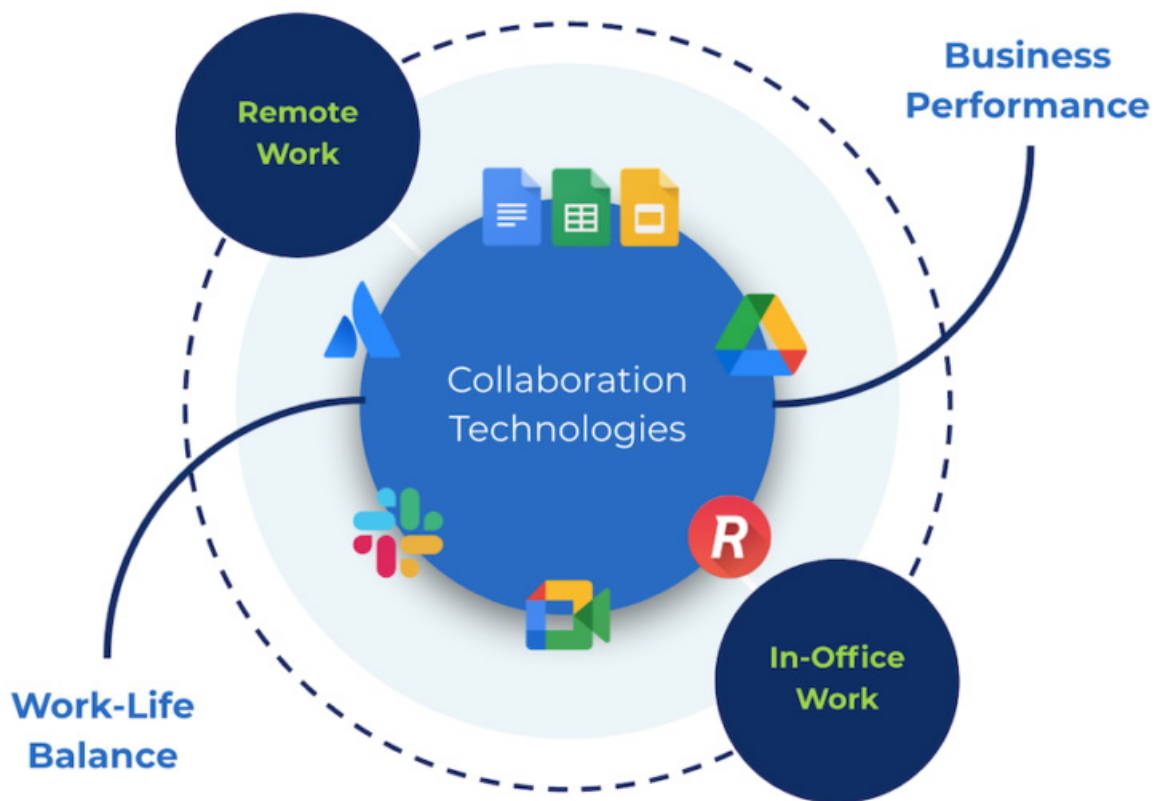 Business
Performance
Remote
Work
Collaboration
Technologies
R
In-Office
Work
Work-Life
Balance